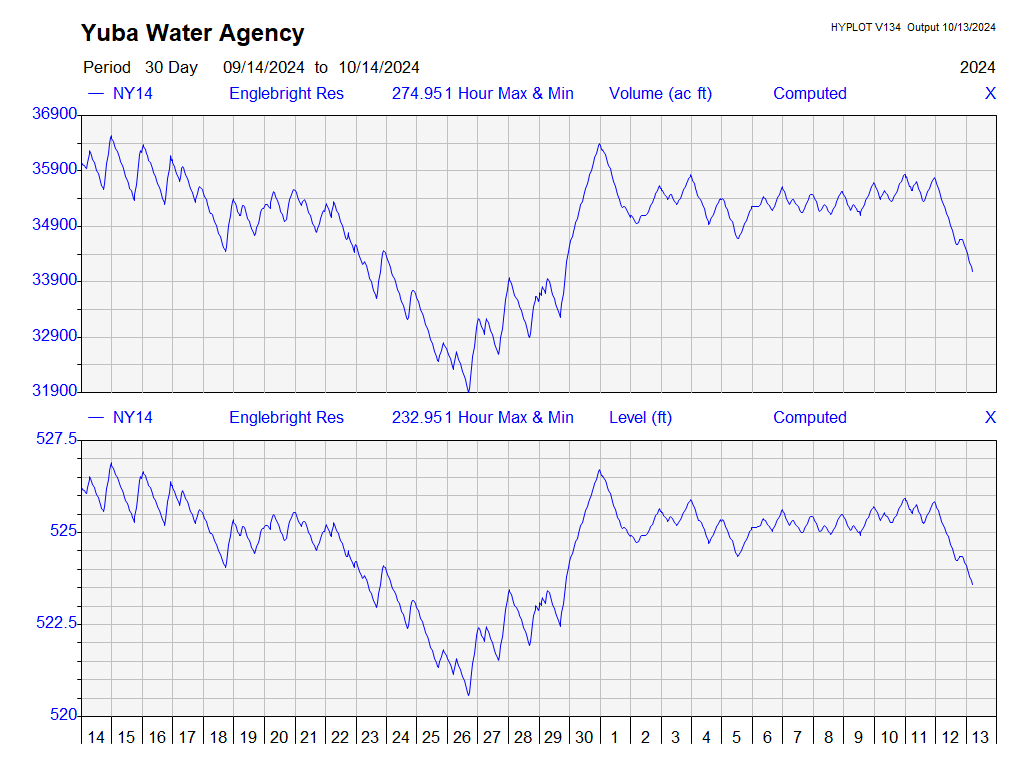 Yuba Water Agency
HYPLOT V134 Output 10/13/2024
Period 30 Day 09/14/2024 to 10/14/2024 2024
NY14 Englebright Res 274.951 Hour Max & Min Volume (ac ft) Computed X
36900
35900
34900
33900
32900
31900
NY14 Englebright Res 232.951 Hour Max & Min Level (ft) Computed X
527.5
525
522.5
520
14 15 16 17 18 19 20 21 22 23 24 25 26 27 28 29 30 1 2 3 4 5 6 7 8 9 10 11 12 13